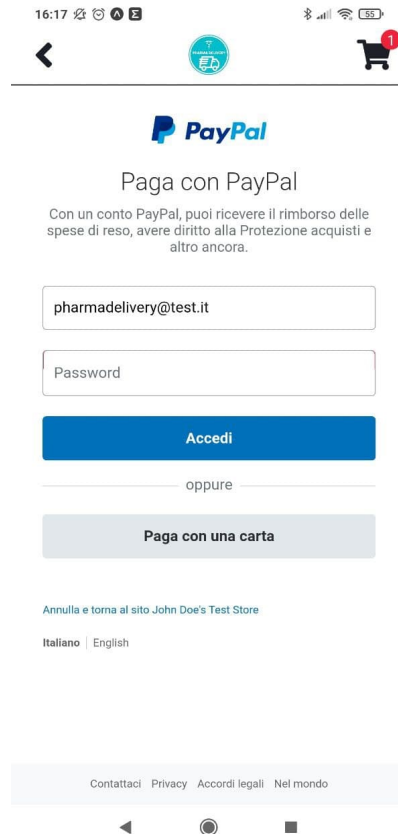 16:17
55
PHARMA DELIVERY
1
PayPal
Paga con PayPal
Con un conto PayPal, puoi ricevere il rimborso delle
spese di reso, avere diritto alla Protezione acquisti e
altro ancora.
pharmadelivery@test.it
Password
Accedi
oppure
Paga con una carta
Annulla e torna al sito John Doe's Test Store
Italiano English
Contattaci Privacy Accordi legali Nel mondo